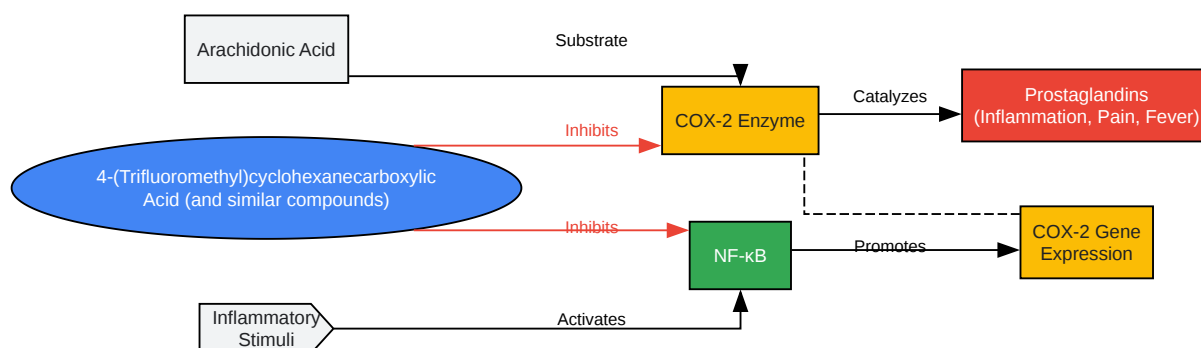 Arachidonic Acid
Substrate
COX-2 Enzyme
Catalyzes
Prostaglandins
(Inflammation, Pain, Fever)
Inhibits
4-(Trifluoromethyl)cyclohexanecarboxylic
Acid (and similar compounds)
Inhibits
NF-κB
Promotes
COX-2 Gene
Expression
Inflammatory
Stimuli
Activates